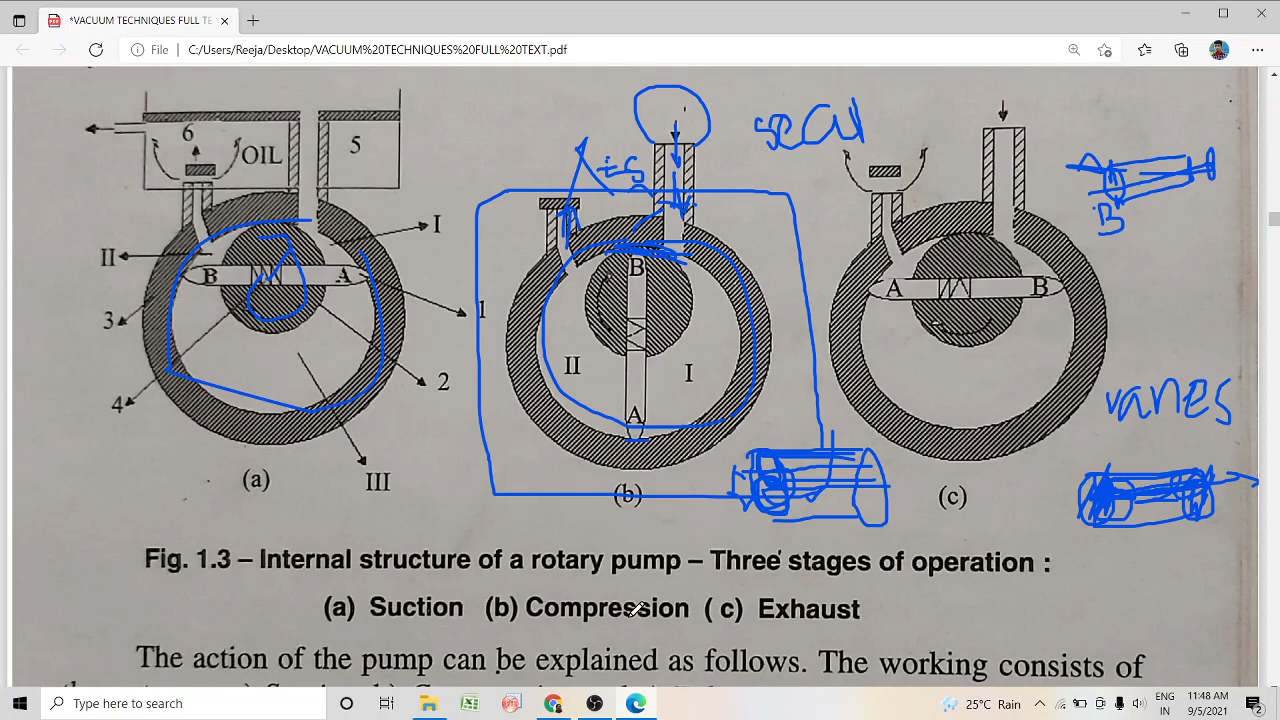 *VACUUM TECHNIQUES FULL TE
File
C:/Users/Reeja/Desktop/VACUUM%20TECHNIQUES%20FULL%20TEXT.pdf
6
OIL
5
I
II
B
A
1
3
2
4
III
(a)
seal
B
II
I
A
(b)
B
A
B
vanes
(c)
Fig. 1.3 – Internal structure of a rotary pump – Three stages of operation :
(a) Suction (b) Compression ( c) Exhaust
The action of the pump can be explained as follows. The working consists of
Type here to search
25°C Rain
ENG
IN
11:48 AM
9/5/2021
2